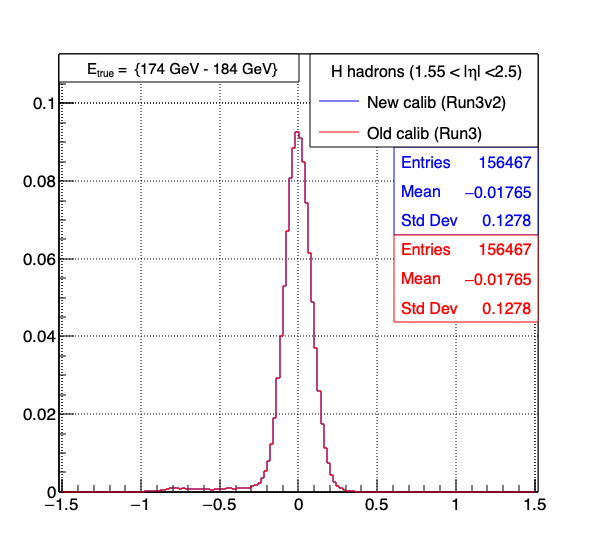 E_true = {174 GeV - 184 GeV}
H hadrons (1.55 < |η| <2.5)
New calib (Run3v2)
Old calib (Run3)
Entries 156467
Mean −0.01765
Std Dev 0.1278
Entries 156467
Mean −0.01765
Std Dev 0.1278
0.1
0.08
0.06
0.04
0.02
0
−1.5 −1 −0.5 0 0.5 1 1.5